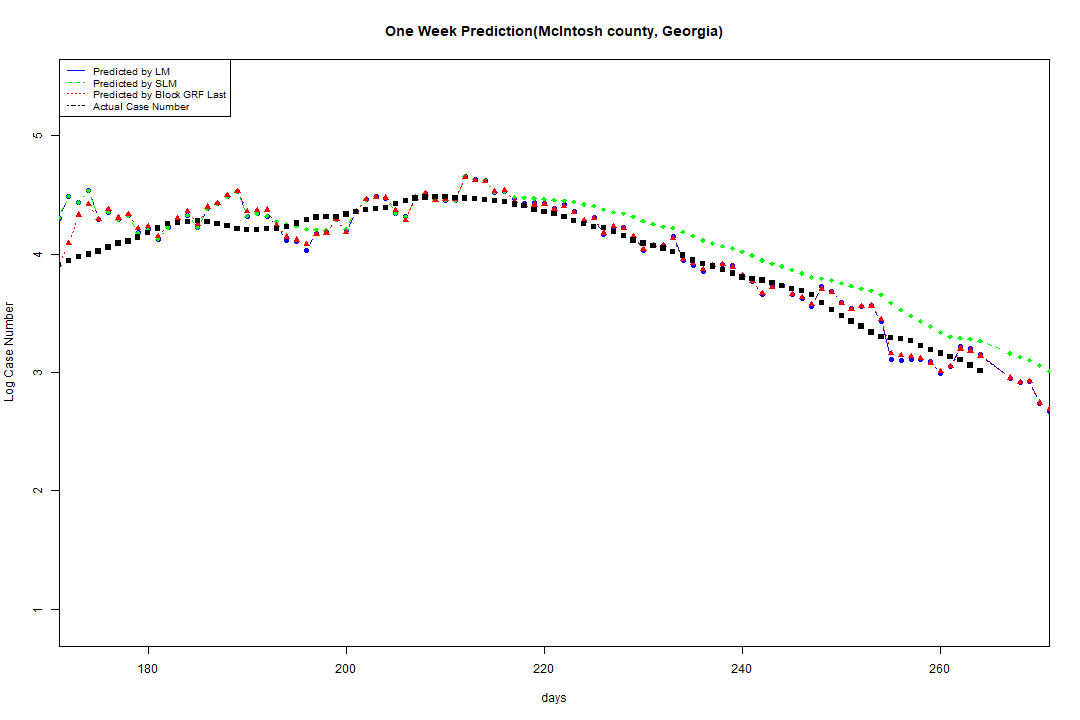 One Week Prediction(McIntosh county, Georgia)
Predicted by LM
Predicted by SLM
Predicted by Block GRF Last
Actual Case Number
5
4
3
2
1
Log Case Number
180 200 220 240 260
days